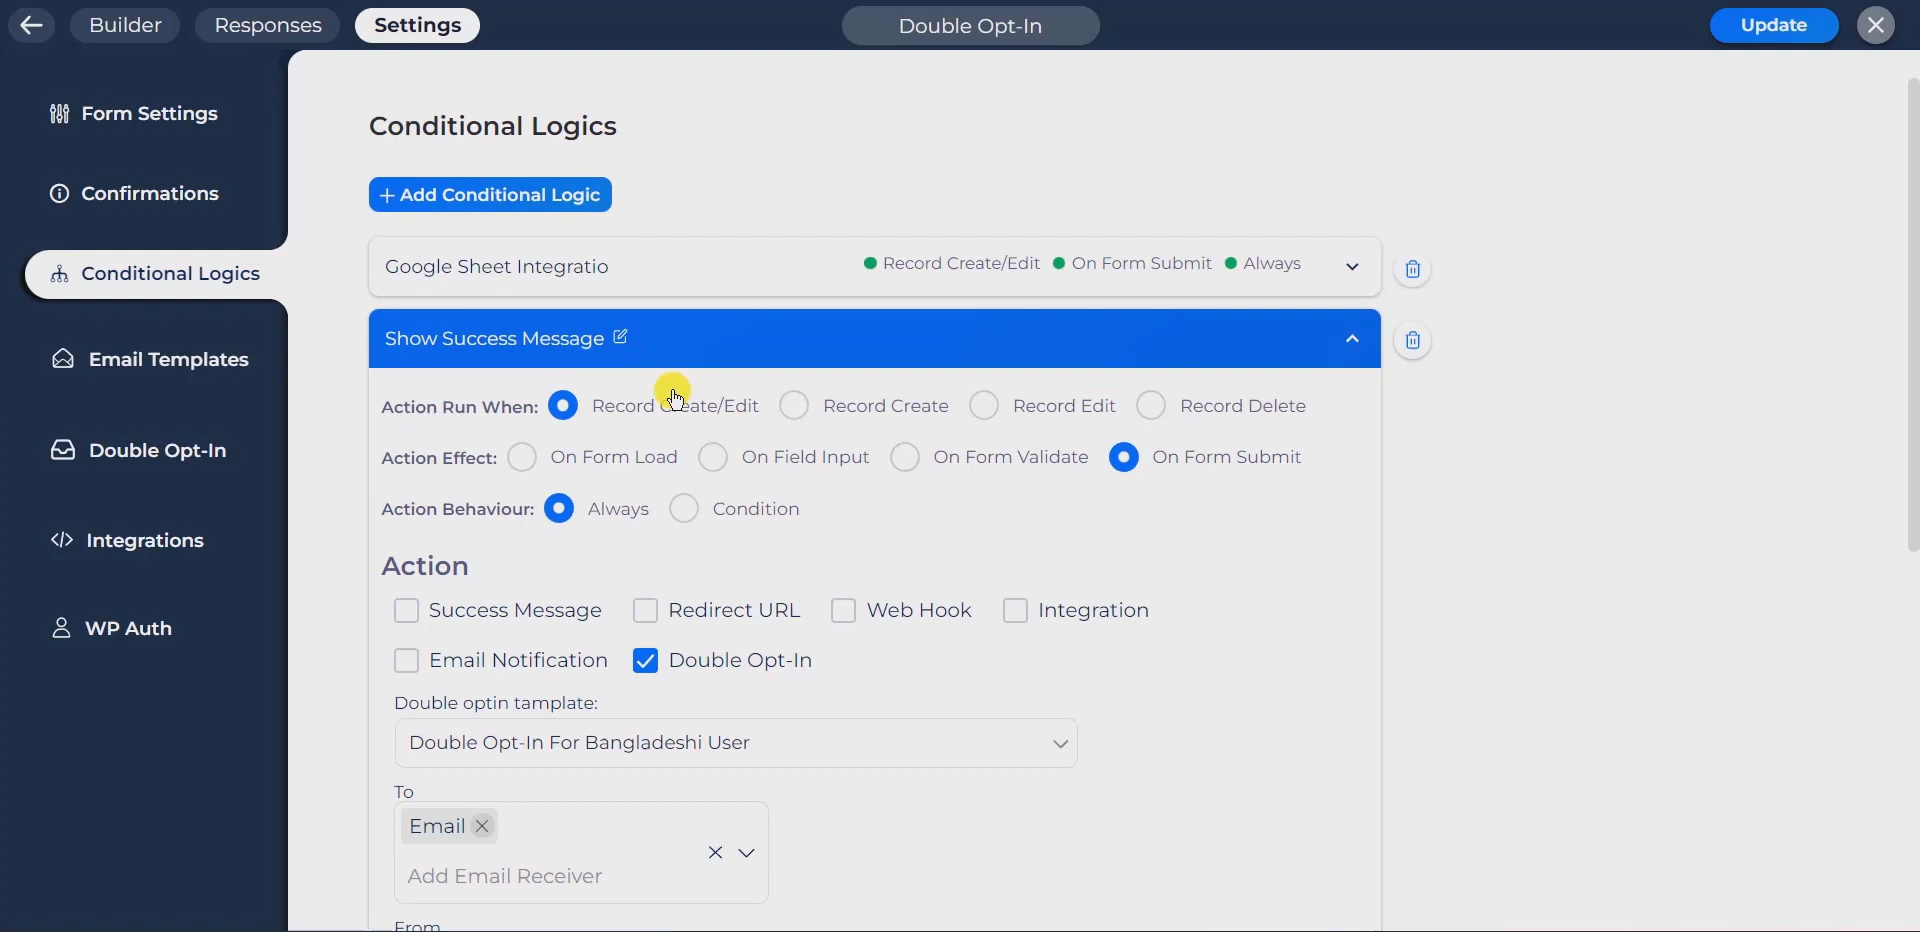 Builder Responses Settings Double Opt-In Update
Form Settings
Confirmations
Conditional Logics
Email Templates
Double Opt-In
Integrations
WP Auth
Conditional Logics
+ Add Conditional Logic
Google Sheet Integratio Record Create/Edit On Form Submit Always
Show Success Message
Action Run When: Record Create/Edit Record Create Record Edit Record Delete
Action Effect: On Form Load On Field Input On Form Validate On Form Submit
Action Behaviour: Always Condition
Action
Success Message Redirect URL Web Hook Integration
Email Notification Double Opt-In
Double optin tamplate:
Double Opt-In For Bangladeshi User
To
Email
Add Email Receiver
From